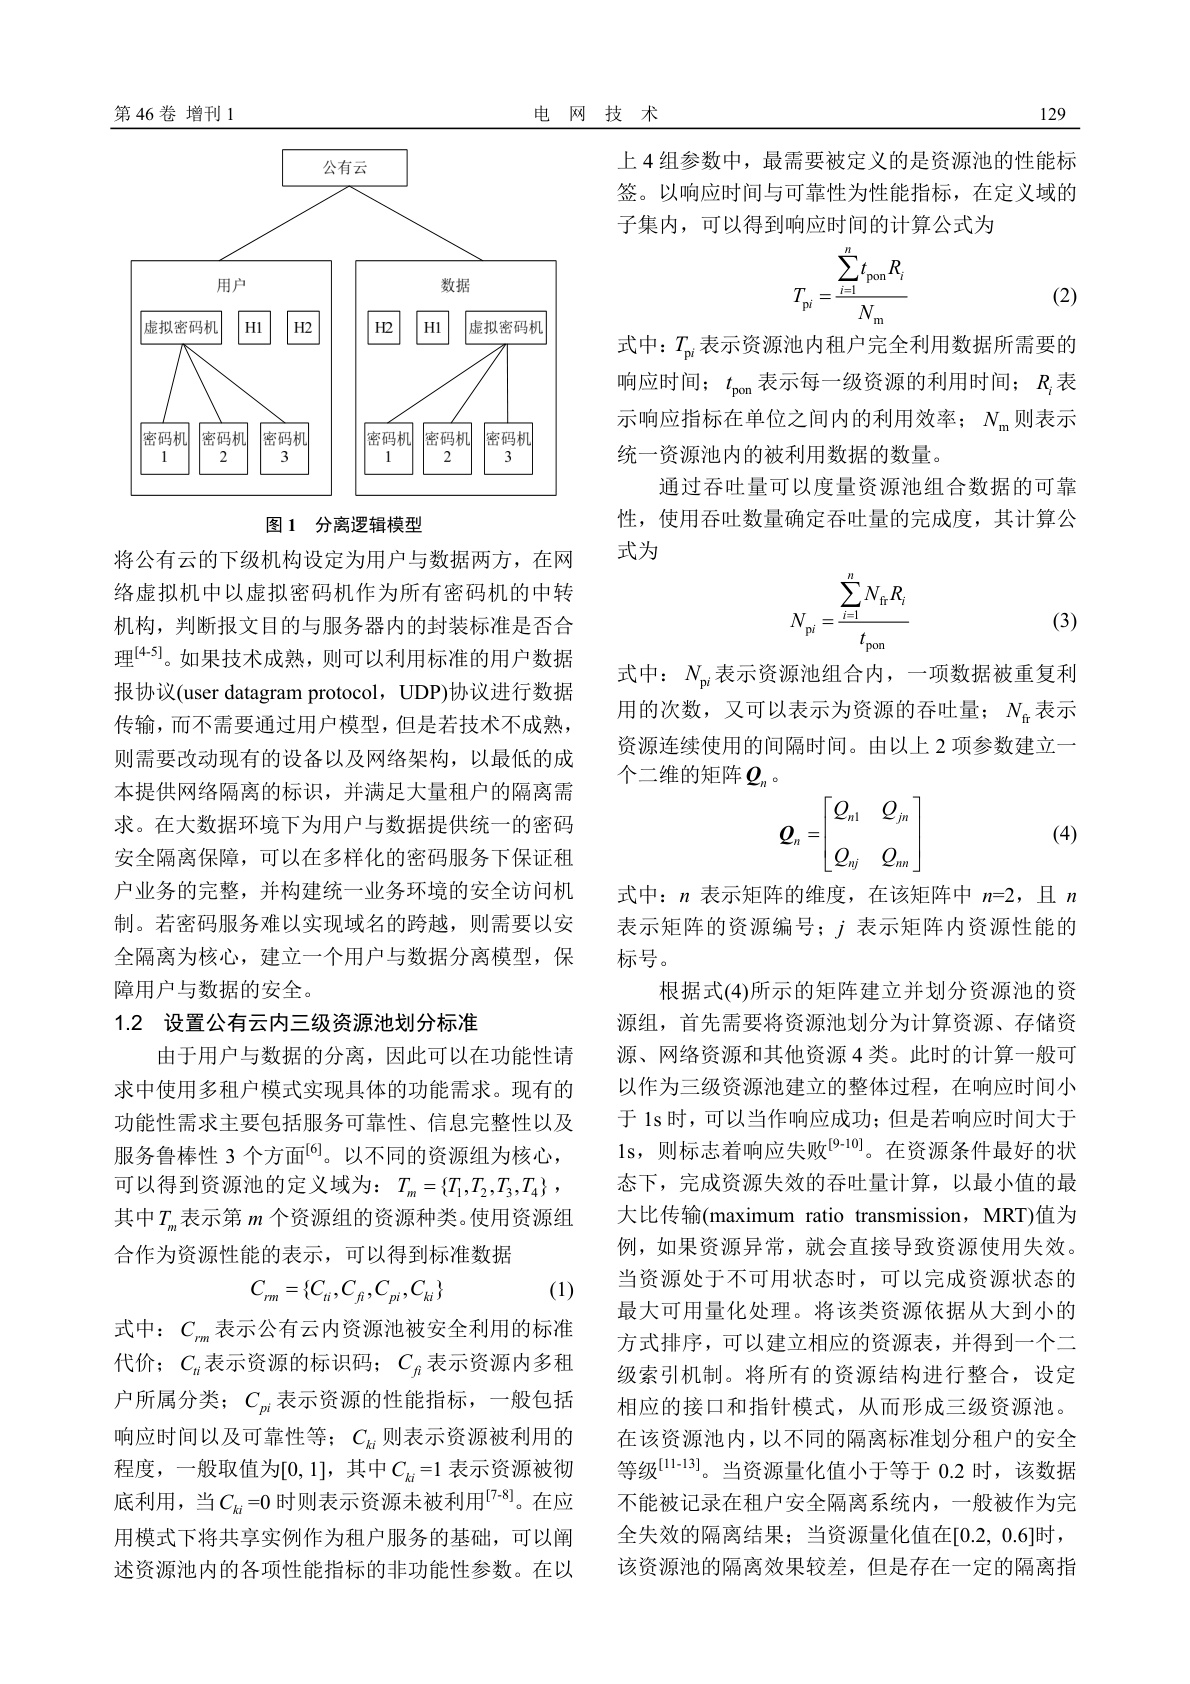 第 46 卷 增刊 1 电 网 技 术 129
公有云
用户 数据
虚拟密码机 H1 H2 H2 H1 虚拟密码机
密码机 密码机 密码机 密码机 密码机 密码机
1 2 3 1 2 3
图 1 分离逻辑模型
将公有云的下级机构设定为用户与数据两方，在网
络虚拟机中以虚拟密码机作为所有密码机的中转
机构，判断报文目的与服务器内的封装标准是否合
理[4-5]。如果技术成熟，则可以利用标准的用户数据
报协议(user datagram protocol，UDP)协议进行数据
传输，而不需要通过用户模型，但是若技术不成熟，
则需要改动现有的设备以及网络架构，以最低的成
本提供网络隔离的标识，并满足大量租户的隔离需
求。在大数据环境下为用户与数据提供统一的密码
安全隔离保障，可以在多样化的密码服务下保证租
户业务的完整，并构建统一业务环境的安全访问机
制。若密码服务难以实现域名的跨越，则需要以安
全隔离为核心，建立一个用户与数据分离模型，保
障用户与数据的安全。
1.2 设置公有云内三级资源池划分标准
由于用户与数据的分离，因此可以在功能性请
求中使用多租户模式实现具体的功能需求。现有的
功能性需求主要包括服务可靠性、信息完整性以及
服务鲁棒性 3 个方面[6]。以不同的资源组为核心，
可以得到资源池的定义域为：T_m = {T_1,T_2,T_3,T_4}，
其中T_m表示第 m 个资源组的资源种类。使用资源组
合作为资源性能的表示，可以得到标准数据
C_rm = {C_ti,C_fi,C_pi,C_ki} (1)
式中：C_rm 表示公有云内资源池被安全利用的标准
代价；C_ti表示资源的标识码；C_fi 表示资源内多租
户所属分类；C_pi 表示资源的性能指标，一般包括
响应时间以及可靠性等；C_ki 则表示资源被利用的
程度，一般取值为[0, 1]，其中C_ki =1 表示资源被彻
底利用，当C_ki =0 时则表示资源未被利用[7-8]。在应
用模式下将共享实例作为租户服务的基础，可以阐
述资源池内的各项性能指标的非功能性参数。在以
上 4 组参数中，最需要被定义的是资源池的性能标
签。以响应时间与可靠性为性能指标，在定义域的
子集内，可以得到响应时间的计算公式为
T_pi = (∑_{i=1}^{n} t_pon R_i) / N_m (2)
式中：T_pi 表示资源池内租户完全利用数据所需要的
响应时间；t_pon 表示每一级资源的利用时间；R_i 表
示响应指标在单位之间内的利用效率；N_m 则表示
统一资源池内的被利用数据的数量。
通过吞吐量可以度量资源池组合数据的可靠
性，使用吞吐数量确定吞吐量的完成度，其计算公
式为
N_pi = (∑_{i=1}^{n} N_fr R_i) / t_pon (3)
式中：N_pi 表示资源池组合内，一项数据被重复利
用的次数，又可以表示为资源的吞吐量；N_fr 表示
资源连续使用的间隔时间。由以上 2 项参数建立一
个二维的矩阵Q_n。
Q_n = [Q_n1 Q_jn
Q_nj Q_nn] (4)
式中：n 表示矩阵的维度，在该矩阵中 n=2，且 n
表示矩阵的资源编号；j 表示矩阵内资源性能的
标号。
根据式(4)所示的矩阵建立并划分资源池的资
源组，首先需要将资源池划分为计算资源、存储资
源、网络资源和其他资源 4 类。此时的计算一般可
以作为三级资源池建立的整体过程，在响应时间小
于 1s 时，可以当作响应成功；但是若响应时间大于
1s，则标志着响应失败[9-10]。在资源条件最好的状
态下，完成资源失效的吞吐量计算，以最小值的最
大比传输(maximum ratio transmission，MRT)值为
例，如果资源异常，就会直接导致资源使用失效。
当资源处于不可用状态时，可以完成资源状态的
最大可用量化处理。将该类资源依据从大到小的
方式排序，可以建立相应的资源表，并得到一个二
级索引机制。将所有的资源结构进行整合，设定
相应的接口和指针模式，从而形成三级资源池。
在该资源池内，以不同的隔离标准划分租户的安全
等级[11-13]。当资源量化值小于等于 0.2 时，该数据
不能被记录在租户安全隔离系统内，一般被作为完
全失效的隔离结果；当资源量化值在[0.2, 0.6]时，
该资源池的隔离效果较差，但是存在一定的隔离指